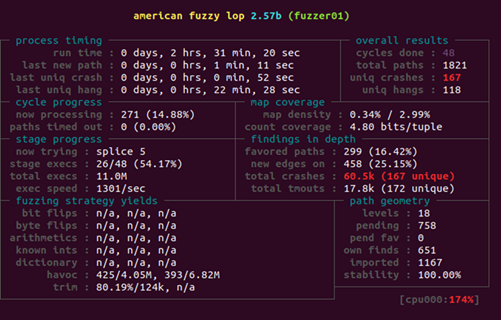 american fuzzy lop 2.57b (fuzzer01)
process timing
overall results
run time : 0 days, 2 hrs, 31 min, 20 sec
cycles done : 48
last new path : 0 days, 0 hrs, 1 min, 11 sec
total paths : 1821
last uniq crash : 0 days, 0 hrs, 0 min, 52 sec
uniq crashes : 167
last uniq hang : 0 days, 0 hrs, 22 min, 28 sec
uniq hangs : 118
cycle progress
map coverage
now processing : 271 (14.88%)
map density : 0.34% / 2.99%
paths timed out : 0 (0.00%)
count coverage : 4.80 bits/tuple
stage progress
findings in depth
now trying : splice 5
favored paths : 299 (16.42%)
stage execs : 26/48 (54.17%)
new edges on : 458 (25.15%)
total execs : 11.0M
total crashes : 60.5k (167 unique)
exec speed : 1301/sec
total tmouts : 17.8k (172 unique)
fuzzing strategy yields
path geometry
bit flips : n/a, n/a, n/a
levels : 18
byte flips : n/a, n/a, n/a
pending : 758
arithmetics : n/a, n/a, n/a
pend fav : 0
known ints : n/a, n/a, n/a
own finds : 651
dictionary : n/a, n/a, n/a
imported : 1167
havoc : 425/4.05M, 393/6.82M
stability : 100.00%
trim : 80.19%/124k, n/a
[cpu000:174%]